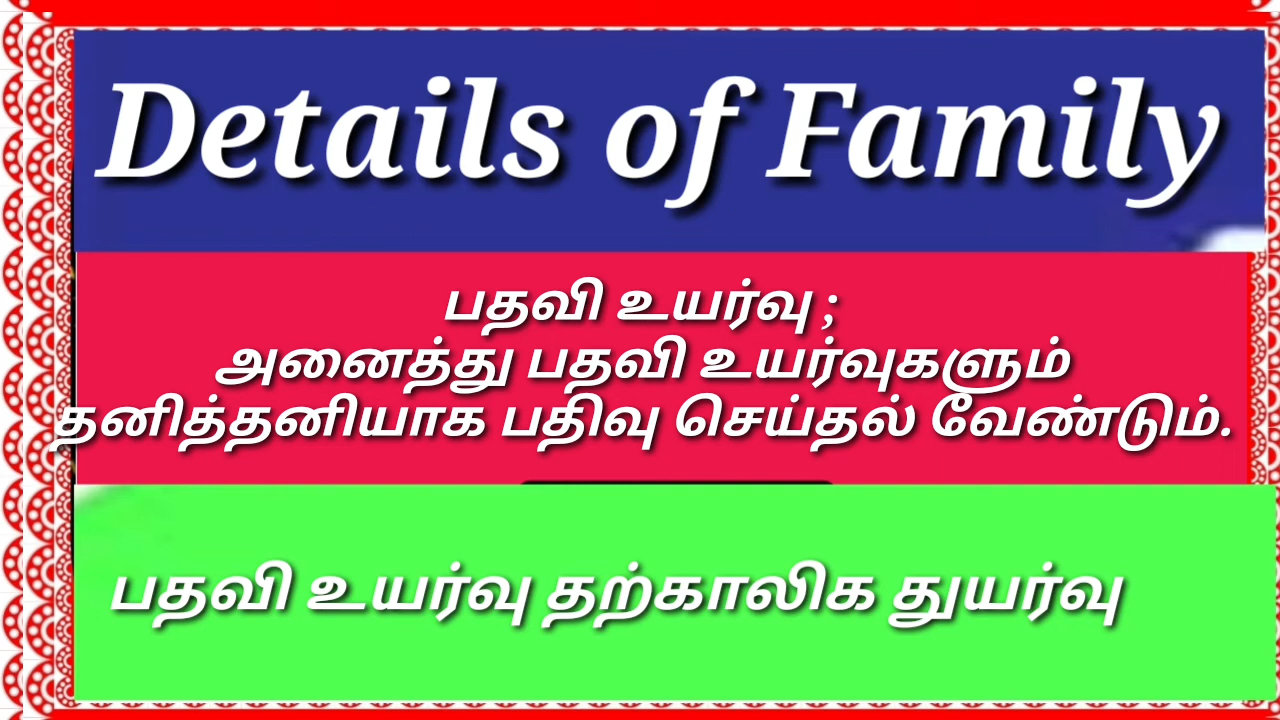 Details of Family
பதவி உயர்வு ;
அனைத்து பதவி உயர்வுகளும்
தனித்தனியாக பதிவு செய்தல் வேண்டும்.
பதவி உயர்வு தற்காலிக துயர்வு